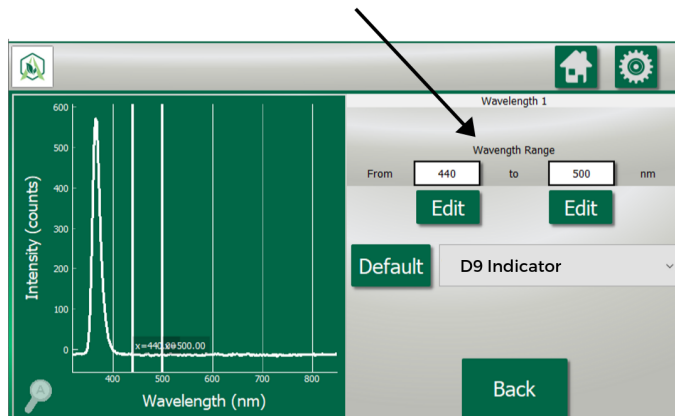 Wavelength 1
Wavength Range
From 440 to 500 nm
Edit Edit
Default D9 Indicator
Back
600
500
400
300
200
100
0
Intensity (counts)
x=440.00 x=500.00
400 500 600 700 800
Wavelength (nm)
A